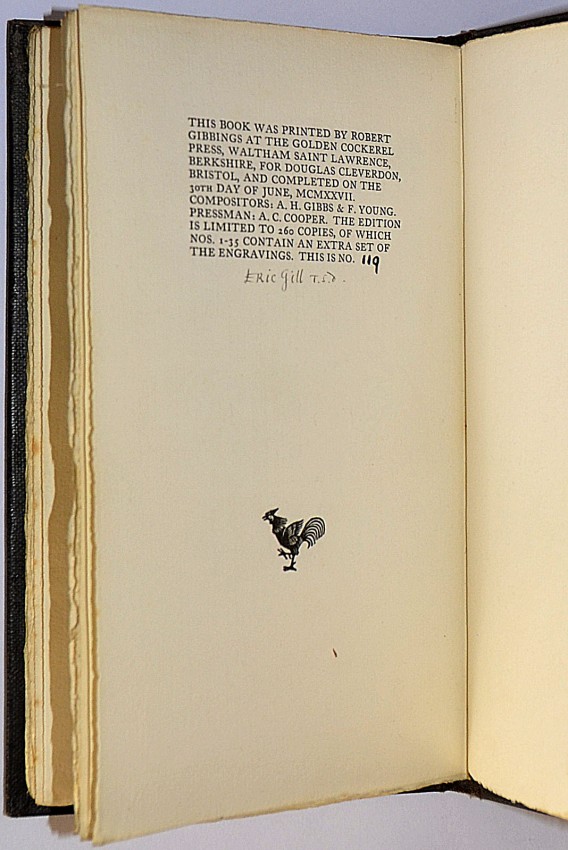 THIS BOOK WAS PRINTED BY ROBERT
GIBBINGS AT THE GOLDEN COCKEREL
PRESS, WALTHAM SAINT LAWRENCE,
BERKSHIRE, FOR DOUGLAS CLEVERDON,
BRISTOL, AND COMPLETED ON THE
30TH DAY OF JUNE, MCMXXVII.
COMPOSITORS: A. H. GIBBS & F. YOUNG.
PRESSMAN: A. C. COOPER. THE EDITION
IS LIMITED TO 260 COPIES, OF WHICH
NOS. 1-35 CONTAIN AN EXTRA SET OF
THE ENGRAVINGS. THIS IS NO. 119
Eric Gill T.S.D.